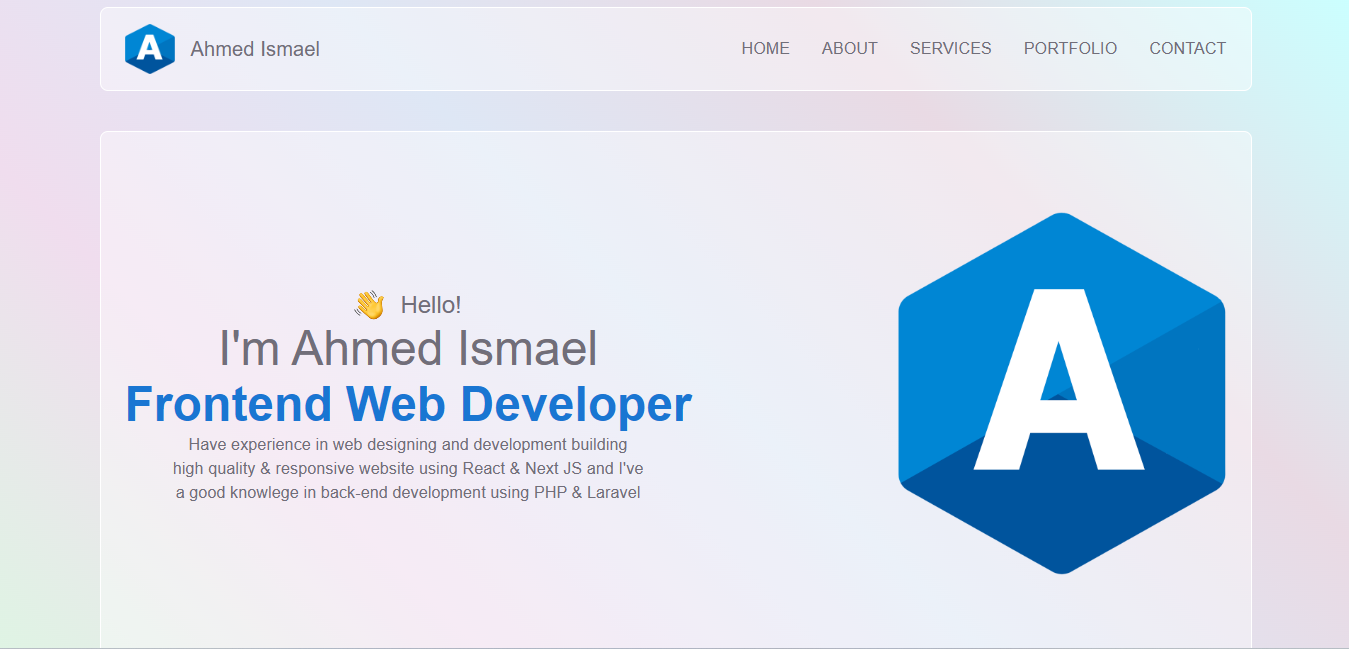 A
Ahmed Ismael
HOME ABOUT SERVICES PORTFOLIO CONTACT
👋 Hello!
I'm Ahmed Ismael
Frontend Web Developer
Have experience in web designing and development building
high quality & responsive website using React & Next JS and I've
a good knowlege in back-end development using PHP & Laravel
A